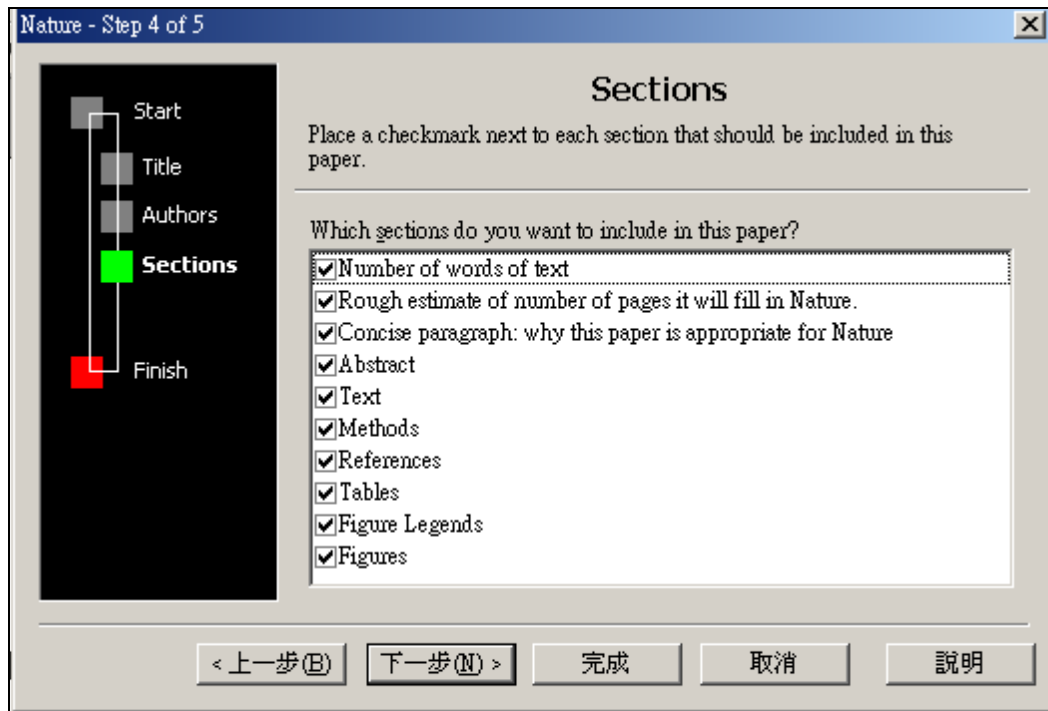 Nature - Step 4 of 5
Start
Title
Authors
Sections
Finish
Sections
Place a checkmark next to each section that should be included in this
paper.
Which sections do you want to include in this paper?
Number of words of text
Rough estimate of number of pages it will fill in Nature.
Concise paragraph: why this paper is appropriate for Nature
Abstract
Text
Methods
References
Tables
Figure Legends
Figures
< 上一步(B)
下一步(N) >
完成
取消
說明